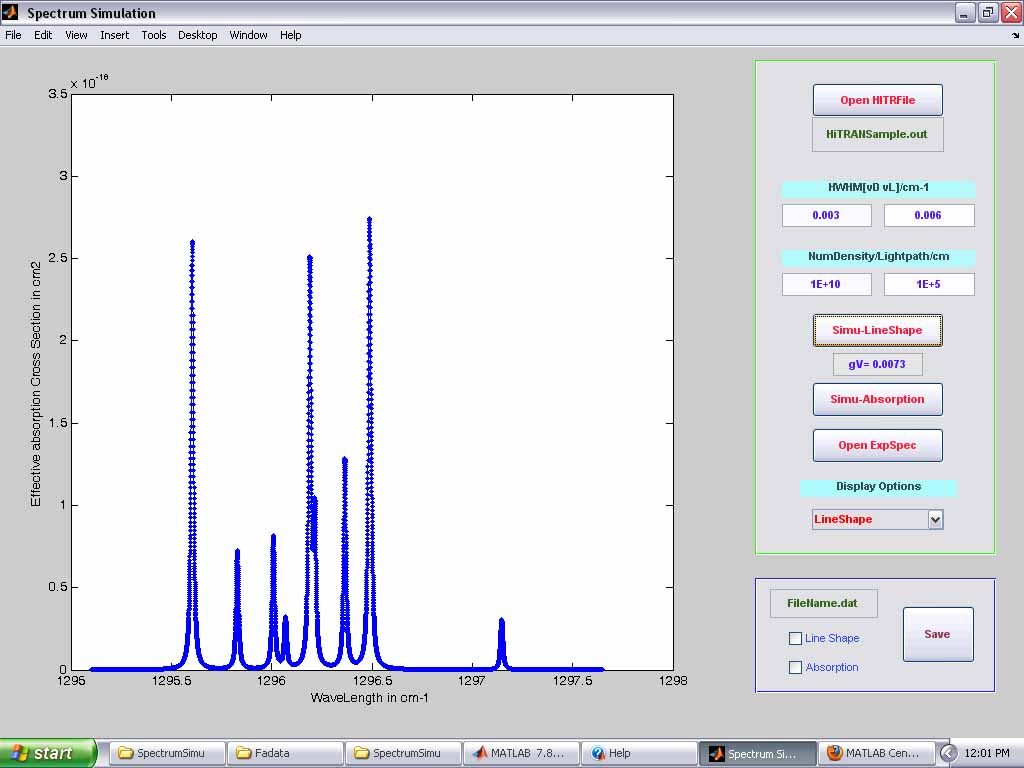 Spectrum Simulation
File Edit View Insert Tools Desktop Window Help
x 10-18
3.5
3
2.5
2
1.5
1
0.5
0
Effective absorption Cross Section in cm2
1295 1295.5 1296 1296.5 1297 1297.5 1298
WaveLength in cm-1
Open HITRFile
HiTRANSample.out
HWHM[vD vL]/cm-1
0.003 0.006
NumDensity/Lightpath/cm
1E+10 1E+5
Simu-LineShape
gV= 0.0073
Simu-Absorption
Open ExpSpec
Display Options
LineShape
FileName.dat
Line Shape
Absorption
Save
start SpectrumSimu Fadata SpectrumSimu MATLAB 7.8... Help Spectrum Si... MATLAB Cen... 12:01 PM